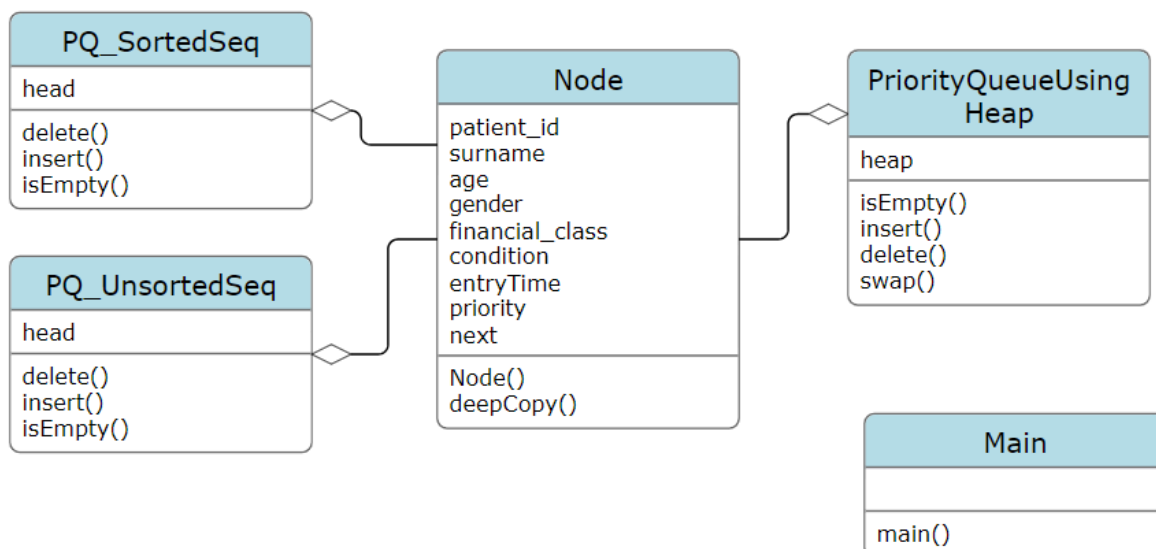 PQ_SortedSeq
head
delete()
insert()
isEmpty()
PQ_UnsortedSeq
head
delete()
insert()
isEmpty()
Node
patient_id
surname
age
gender
financial_class
condition
entryTime
priority
next
Node()
deepCopy()
PriorityQueueUsing
Heap
heap
isEmpty()
insert()
delete()
swap()
Main
main()